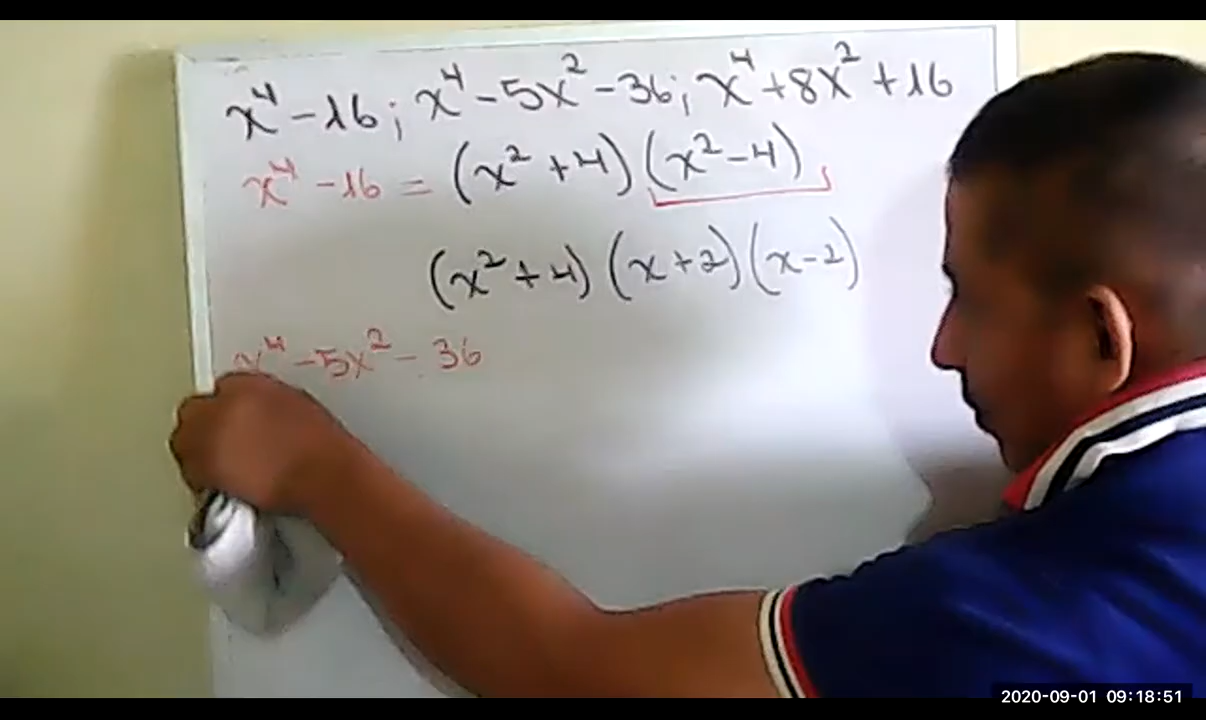 x⁴ - 16 ; x⁴ - 5x² - 36 ; x⁴ + 8x² + 16
x⁴ - 16 = (x² + 4) (x² - 4)
(x² + 4) (x + 2) (x - 2)
x⁴ - 5x² - 36
2020-09-01 09:18:51